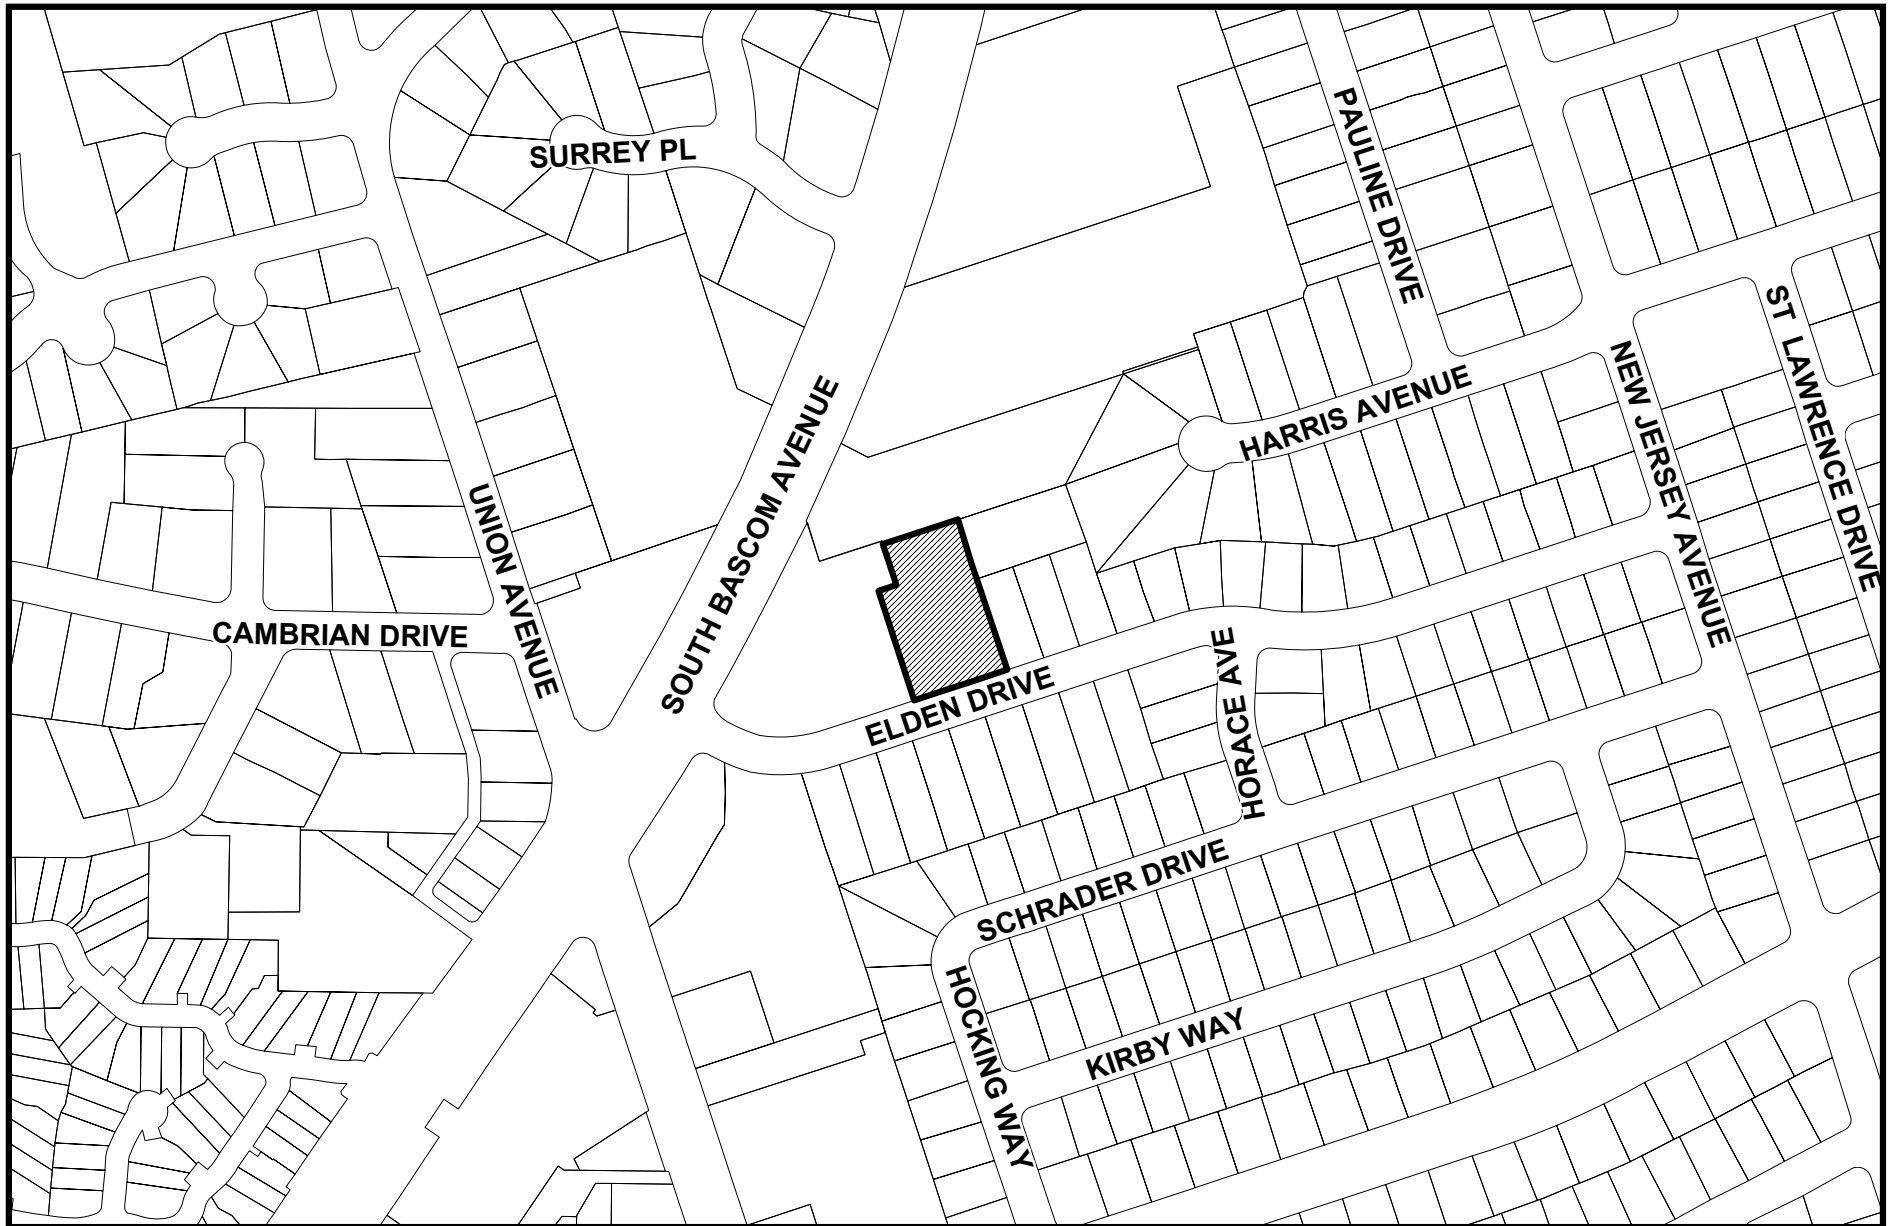 SURREY PL
PAULINE DRIVE
ST LAWRENCE DRIVE
NEW JERSEY AVENUE
HARRIS AVENUE
SOUTH BASCOM AVENUE
UNION AVENUE
CAMBRIAN DRIVE
ELDEN DRIVE
HORACE AVE
SCHRADER DRIVE
HOCKING WAY
KIRBY WAY